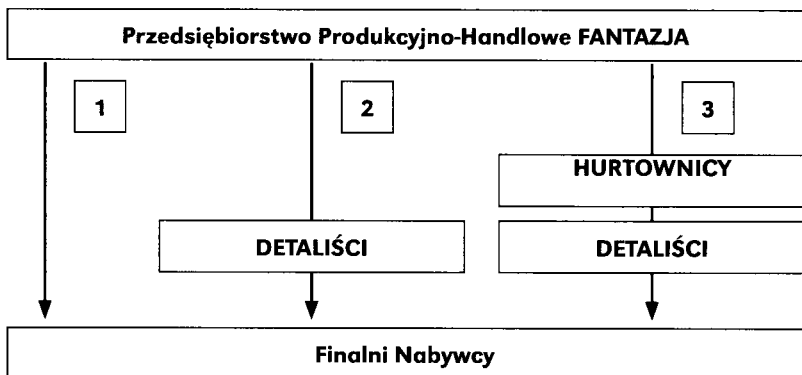 Przedsiębiorstwo Produkcyjno-Handlowe FANTAZJA
1
2
3
HURTOWNICY
DETALIŚCI
DETALIŚCI
Finalni Nabywcy